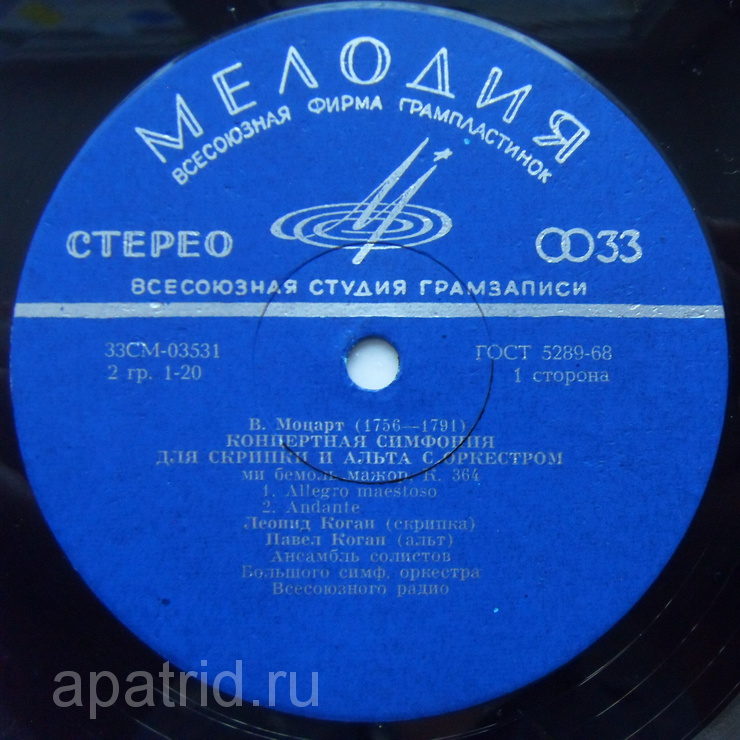 МЕЛОДИЯ
ВСЕСОЮЗНАЯ ФИРМА ГРАМПЛАСТИНОК
СТЕРЕО
33
ВСЕСОЮЗНАЯ СТУДИЯ ГРАМЗАПИСИ
33СМ-03531
ГОСТ 5289-68
2 гр. 1-20
1 сторона
В. Моцарт (1756—1791)
КОНЦЕРТНАЯ СИМФОНИЯ
ДЛЯ СКРИПКИ И АЛЬТА С ОРКЕСТРОМ
ми бемоль мажор, К. 364
1. Allegro maestoso
2. Andante
Леонид Коган (скрипка)
Павел Коган (альт)
Ансамбль солистов
Большого симф. оркестра
Всесоюзного радио
apatrid.ru